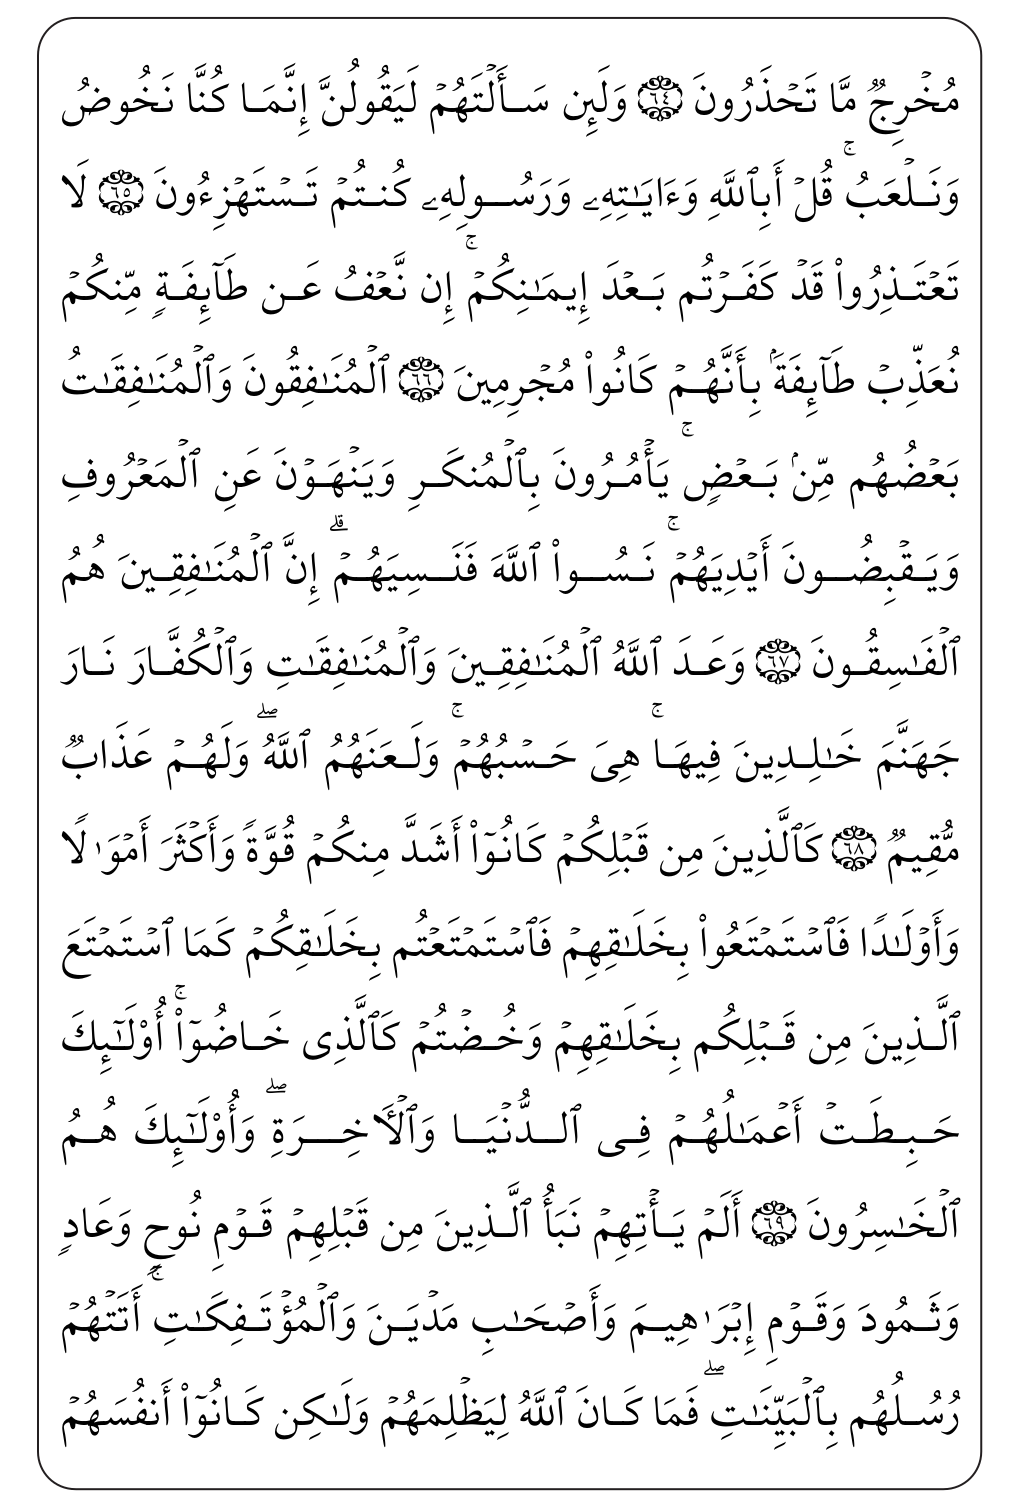 مُخۡرِجٞ مَّا تَحۡذَرُونَ ٦٤ وَلَئِن سَأَلۡتَهُمۡ لَيَقُولُنَّ إِنَّمَا كُنَّا نَخُوضُ
وَنَلۡعَبُۚ قُلۡ أَبِٱللَّهِ وَءَايَٰتِهِۦ وَرَسُولِهِۦ كُنتُمۡ تَسۡتَهۡزِءُونَ ٦٥ لَا
تَعۡتَذِرُواْ قَدۡ كَفَرۡتُم بَعۡدَ إِيمَٰنِكُمۡۚ إِن نَّعۡفُ عَن طَآئِفَةٖ مِّنكُمۡ
نُعَذِّبۡ طَآئِفَةَۢ بِأَنَّهُمۡ كَانُواْ مُجۡرِمِينَ ٦٦ ٱلۡمُنَٰفِقُونَ وَٱلۡمُنَٰفِقَٰتُ
بَعۡضُهُم مِّنۢ بَعۡضٖۚ يَأۡمُرُونَ بِٱلۡمُنكَرِ وَيَنۡهَوۡنَ عَنِ ٱلۡمَعۡرُوفِ
وَيَقۡبِضُونَ أَيۡدِيَهُمۡۚ نَسُواْ ٱللَّهَ فَنَسِيَهُمۡۗ إِنَّ ٱلۡمُنَٰفِقِينَ هُمُ
ٱلۡفَٰسِقُونَ ٦٧ وَعَدَ ٱللَّهُ ٱلۡمُنَٰفِقِينَ وَٱلۡمُنَٰفِقَٰتِ وَٱلۡكُفَّارَ نَارَ
جَهَنَّمَ خَٰلِدِينَ فِيهَاۚ هِيَ حَسۡبُهُمۡۚ وَلَعَنَهُمُ ٱللَّهُۖ وَلَهُمۡ عَذَابٞ
مُّقِيمٞ ٦٨ كَٱلَّذِينَ مِن قَبۡلِكُمۡ كَانُوٓاْ أَشَدَّ مِنكُمۡ قُوَّةٗ وَأَكۡثَرَ أَمۡوَٰلٗا
وَأَوۡلَٰدٗا فَٱسۡتَمۡتَعُواْ بِخَلَٰقِهِمۡ فَٱسۡتَمۡتَعۡتُم بِخَلَٰقِكُمۡ كَمَا ٱسۡتَمۡتَعَ
ٱلَّذِينَ مِن قَبۡلِكُم بِخَلَٰقِهِمۡ وَخُضۡتُمۡ كَٱلَّذِي خَاضُوٓاْۚ أُوْلَٰٓئِكَ
حَبِطَتۡ أَعۡمَٰلُهُمۡ فِي ٱلدُّنۡيَا وَٱلۡأٓخِرَةِۖ وَأُوْلَٰٓئِكَ هُمُ
ٱلۡخَٰسِرُونَ ٦٩ أَلَمۡ يَأۡتِهِمۡ نَبَأُ ٱلَّذِينَ مِن قَبۡلِهِمۡ قَوۡمِ نُوحٖ وَعَادٖ
وَثَمُودَ وَقَوۡمِ إِبۡرَٰهِيمَ وَأَصۡحَٰبِ مَدۡيَنَ وَٱلۡمُؤۡتَفِكَٰتِۚ أَتَتۡهُمۡ
رُسُلُهُم بِٱلۡبَيِّنَٰتِۖ فَمَا كَانَ ٱللَّهُ لِيَظۡلِمَهُمۡ وَلَٰكِن كَانُوٓاْ أَنفُسَهُمۡ